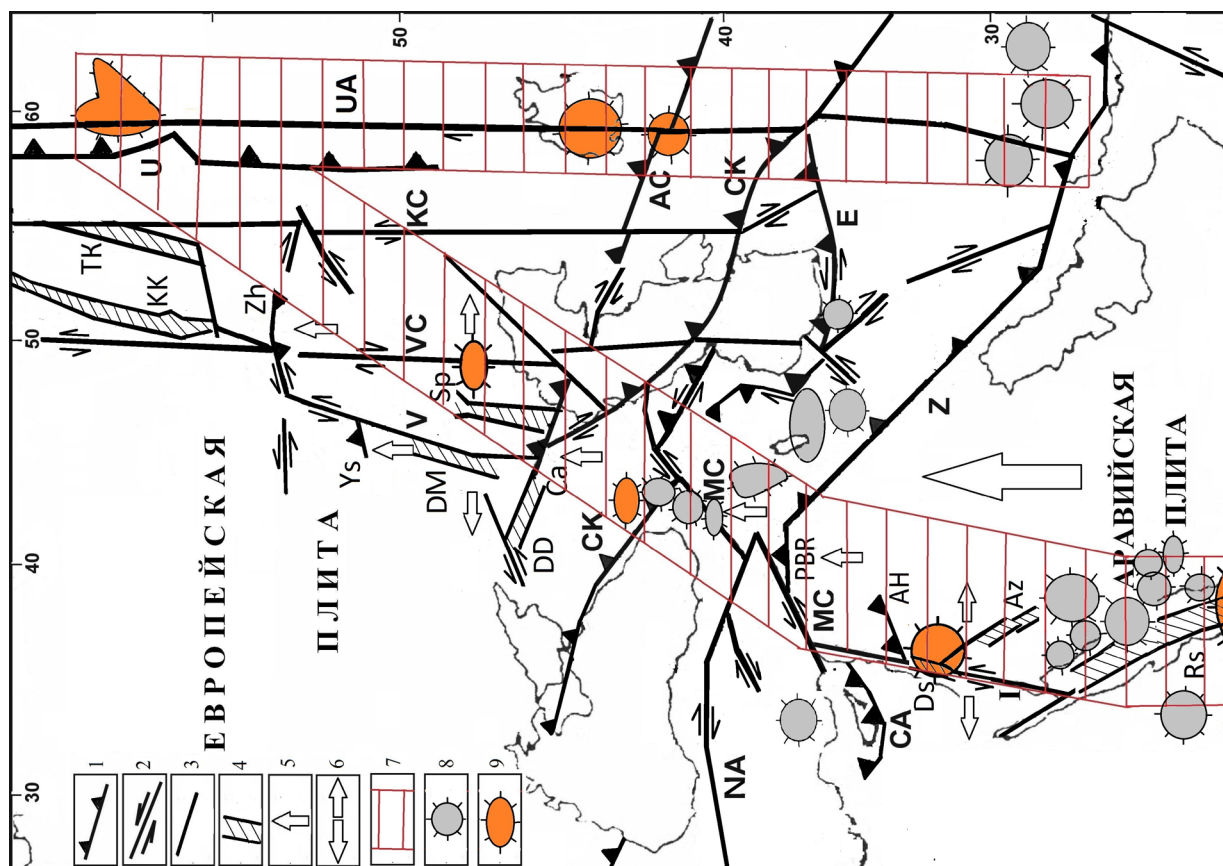 50
40
30
60
50
40
30
UA
U
TK
KK
Zh
KC
AC
CK
E
VC
V
Sp
Ys
DM
Ca
DD
CK
MC
Z
PBR
MC
AH
Az
Ds
I
CA
NA
Rs
ЕВРОПЕЙСКАЯ
ПЛИТА
АРАВИЙСКАЯ
ПЛИТА
1
2
3
4
5
6
7
8
9